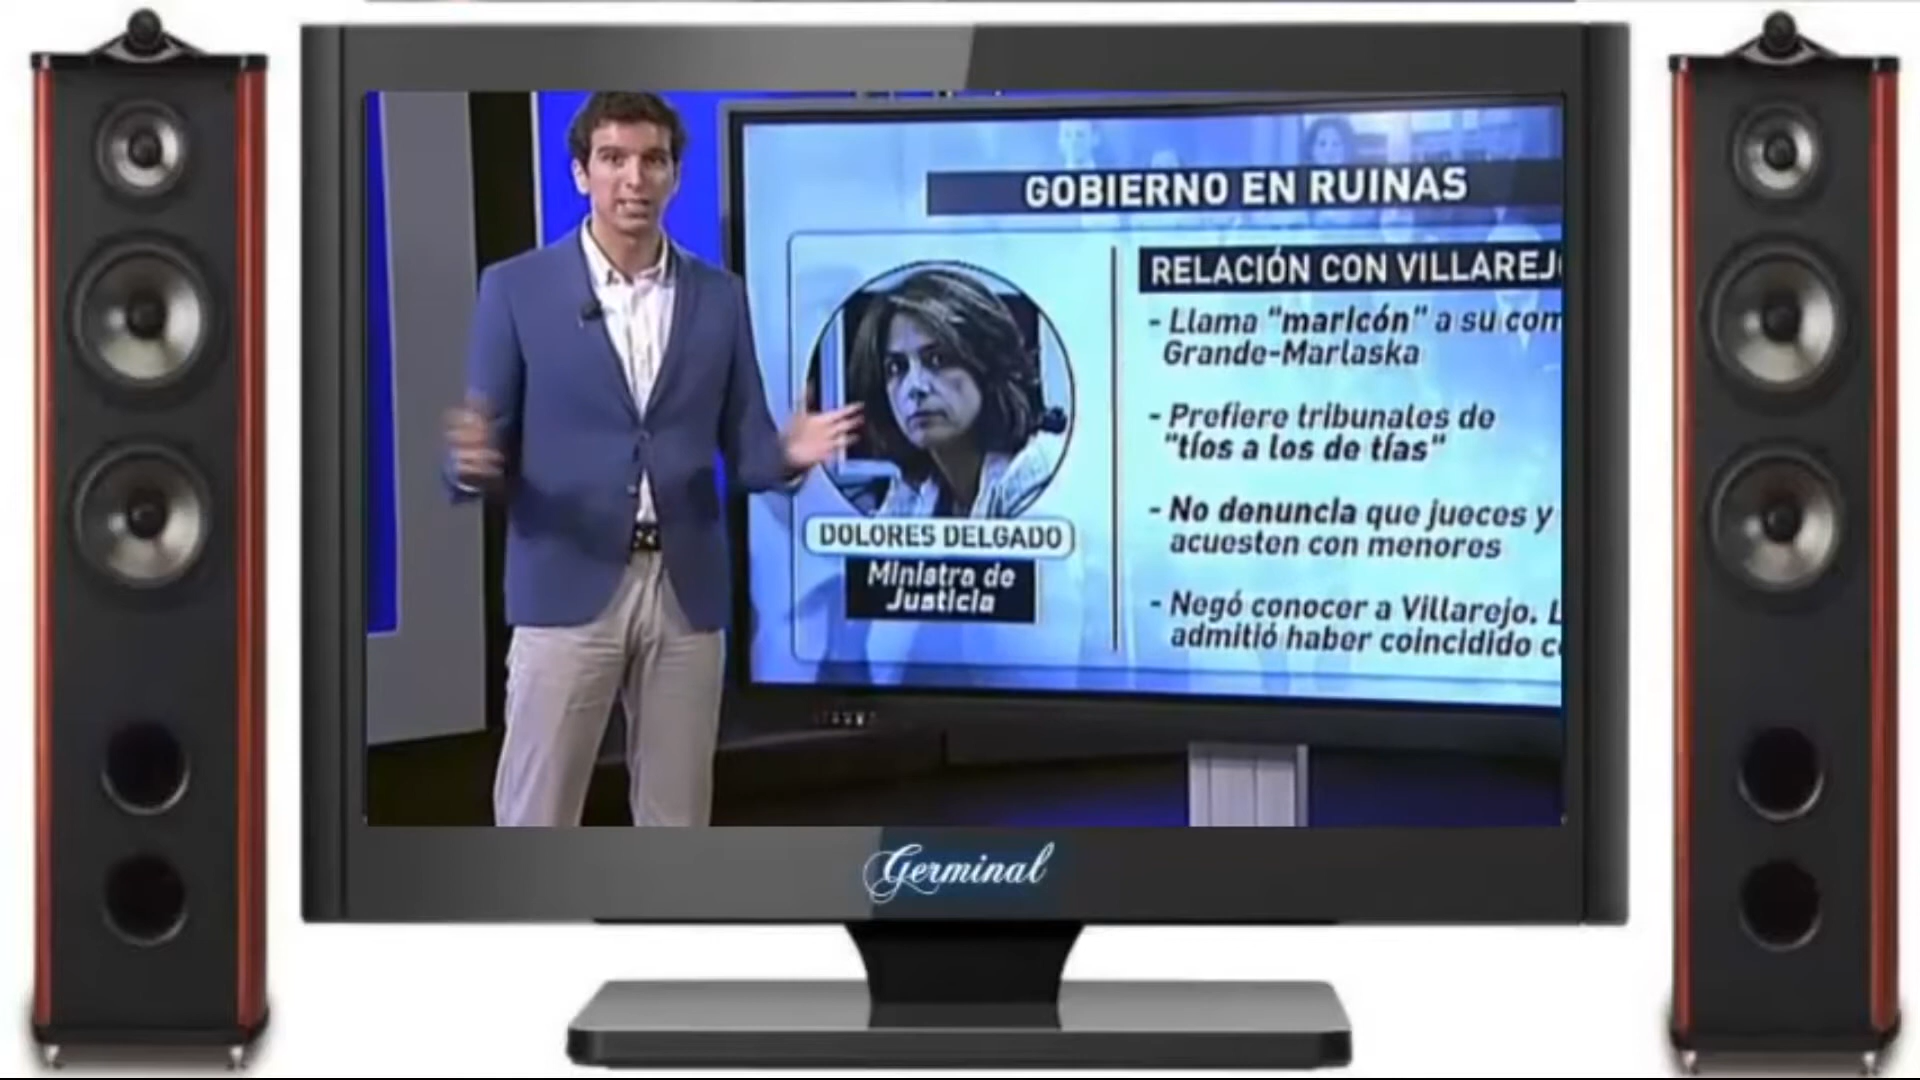 GOBIERNO EN RUINAS
RELACIÓN CON VILLAREJO
- Llama "maricón" a su com
Grande-Marlaska
- Prefiere tribunales de
"tíos a los de tías"
- No denuncia que jueces y
acuesten con menores
- Negó conocer a Villarejo. L
admitió haber coincidido c
DOLORES DELGADO
Ministra de
Justicia
Germinal